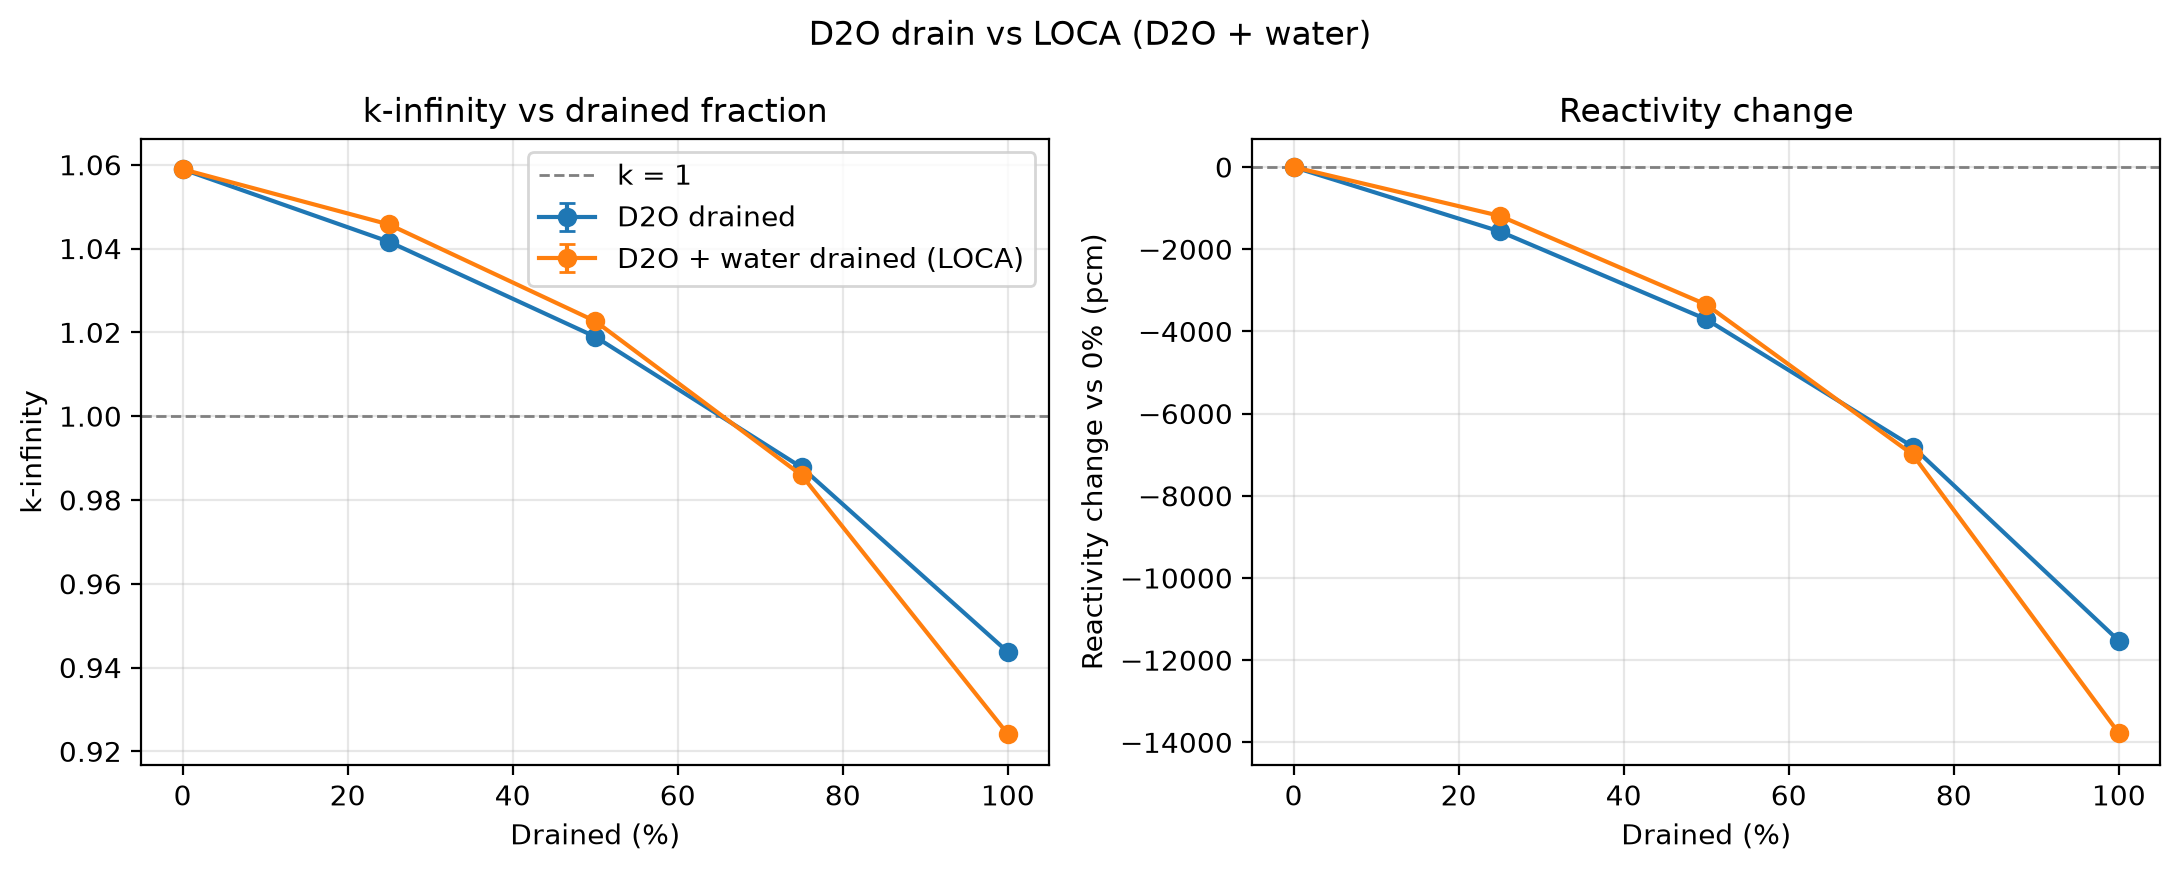 D2O drain vs LOCA (D2O + water)
k-infinity vs drained fraction
k-infinity
1.06
1.04
1.02
1.00
0.98
0.96
0.94
0.92
k = 1
D2O drained
D2O + water drained (LOCA)
0 20 40 60 80 100
Drained (%)
Reactivity change
Reactivity change vs 0% (pcm)
0
−2000
−4000
−6000
−8000
−10000
−12000
−14000
0 20 40 60 80 100
Drained (%)